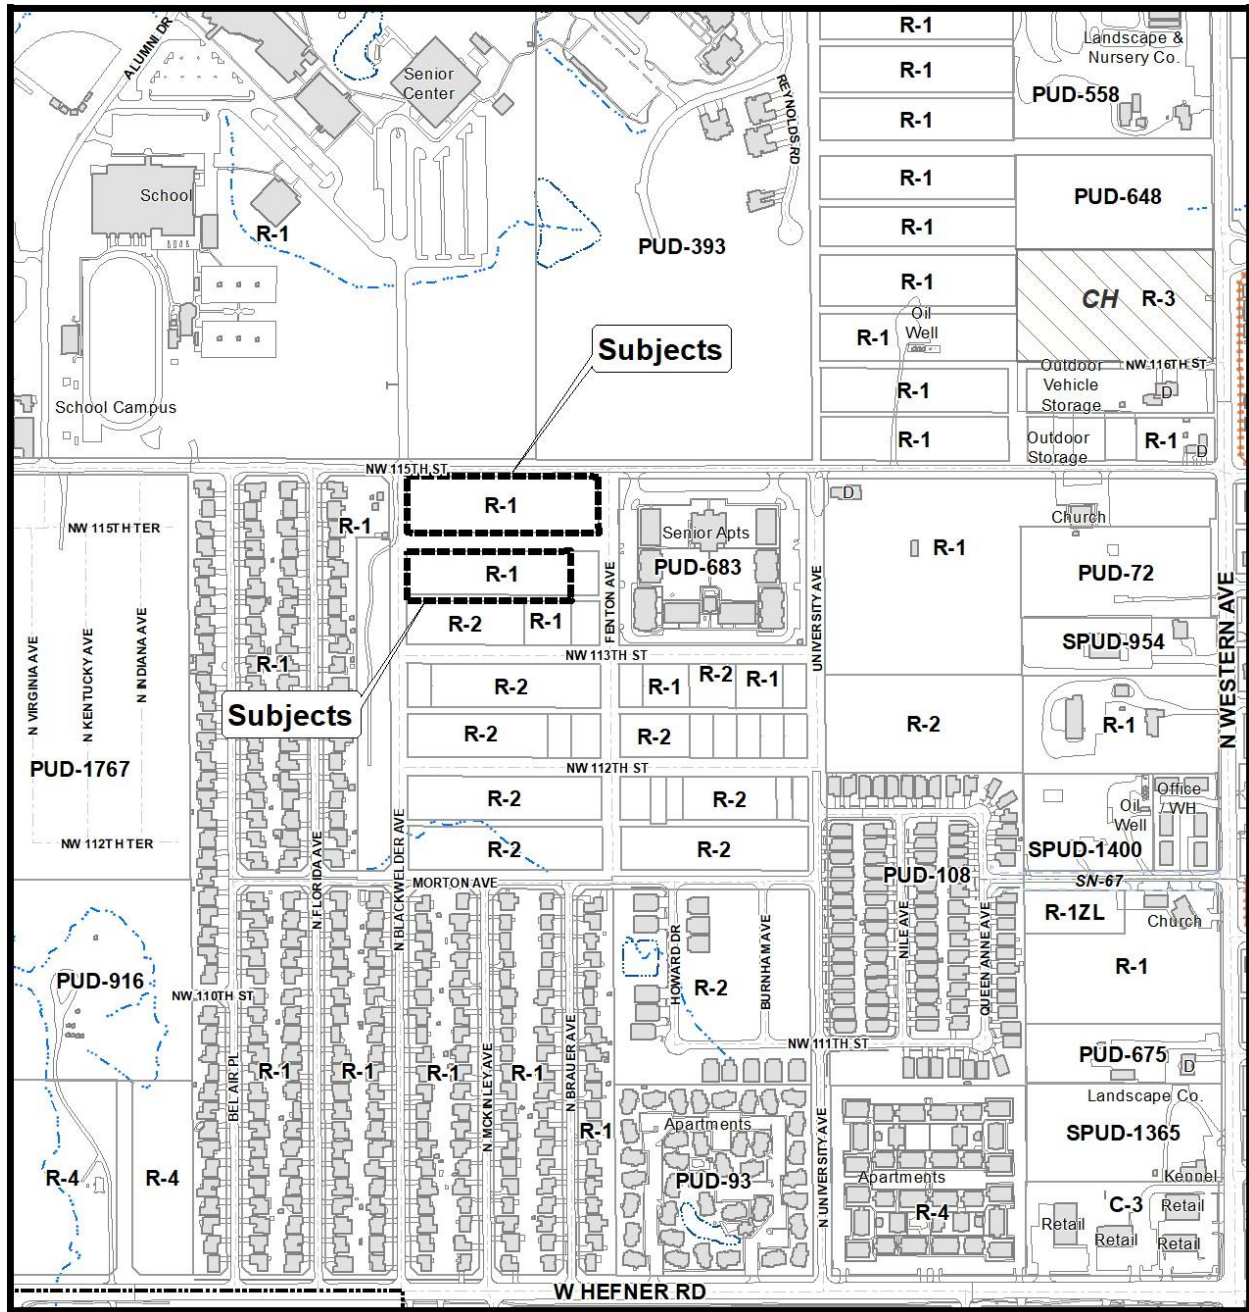 R-1
Landscape &
Nursery Co.
ALUMNI DR
Senior
Center
R-1
PUD-558
REYNOLDS RD
R-1
School
R-1
PUD-648
R-1
R-1
PUD-393
R-1
CH
R-3
Oil
Well
R-1
Subjects
Outdoor
Vehicle
Storage
NW 116TH ST
D
R-1
School Campus
R-1
Outdoor
Storage
R-1
D
NW 115TH ST
R-1
D
NW 115TH TER
R-1
Senior Apts
Church
R-1
R-1
PUD-683
PUD-72
FENTON AVE
UNIVERSITY AVE
N WESTERN AVE
R-2
R-1
N VIRGINIA AVE
N KENTUCKY AVE
N INDIANA AVE
R-1
NW 113TH ST
SPUD-954
R-2
R-1
R-2
R-1
Subjects
R-2
R-2
R-2
R-1
PUD-1767
NW 112TH ST
R-2
R-2
Oil
Well
Office
/ WH
NW 112TH TER
N FLORIDA AVE
N BLACKWELDER AVE
R-2
R-2
SPUD-1400
PUD-108
MORTON AVE
SN-67
R-1ZL
Church
NILE AVE
QUEEN ANNE AVE
PUD-916
NW 110TH ST
HOWARD DR
R-2
BURNHAM AVE
R-1
NW 111TH ST
PUD-675
D
R-1
R-1
R-1
R-1
BEL AIR PL
N MCKINLEY AVE
N BRAUER AVE
R-1
Landscape Co.
Apartments
N UNIVERSITY AVE
SPUD-1365
R-4
R-4
PUD-93
Apartments
Kennel
R-4
C-3
Retail
Retail
Retail
Retail
W HEFNER RD